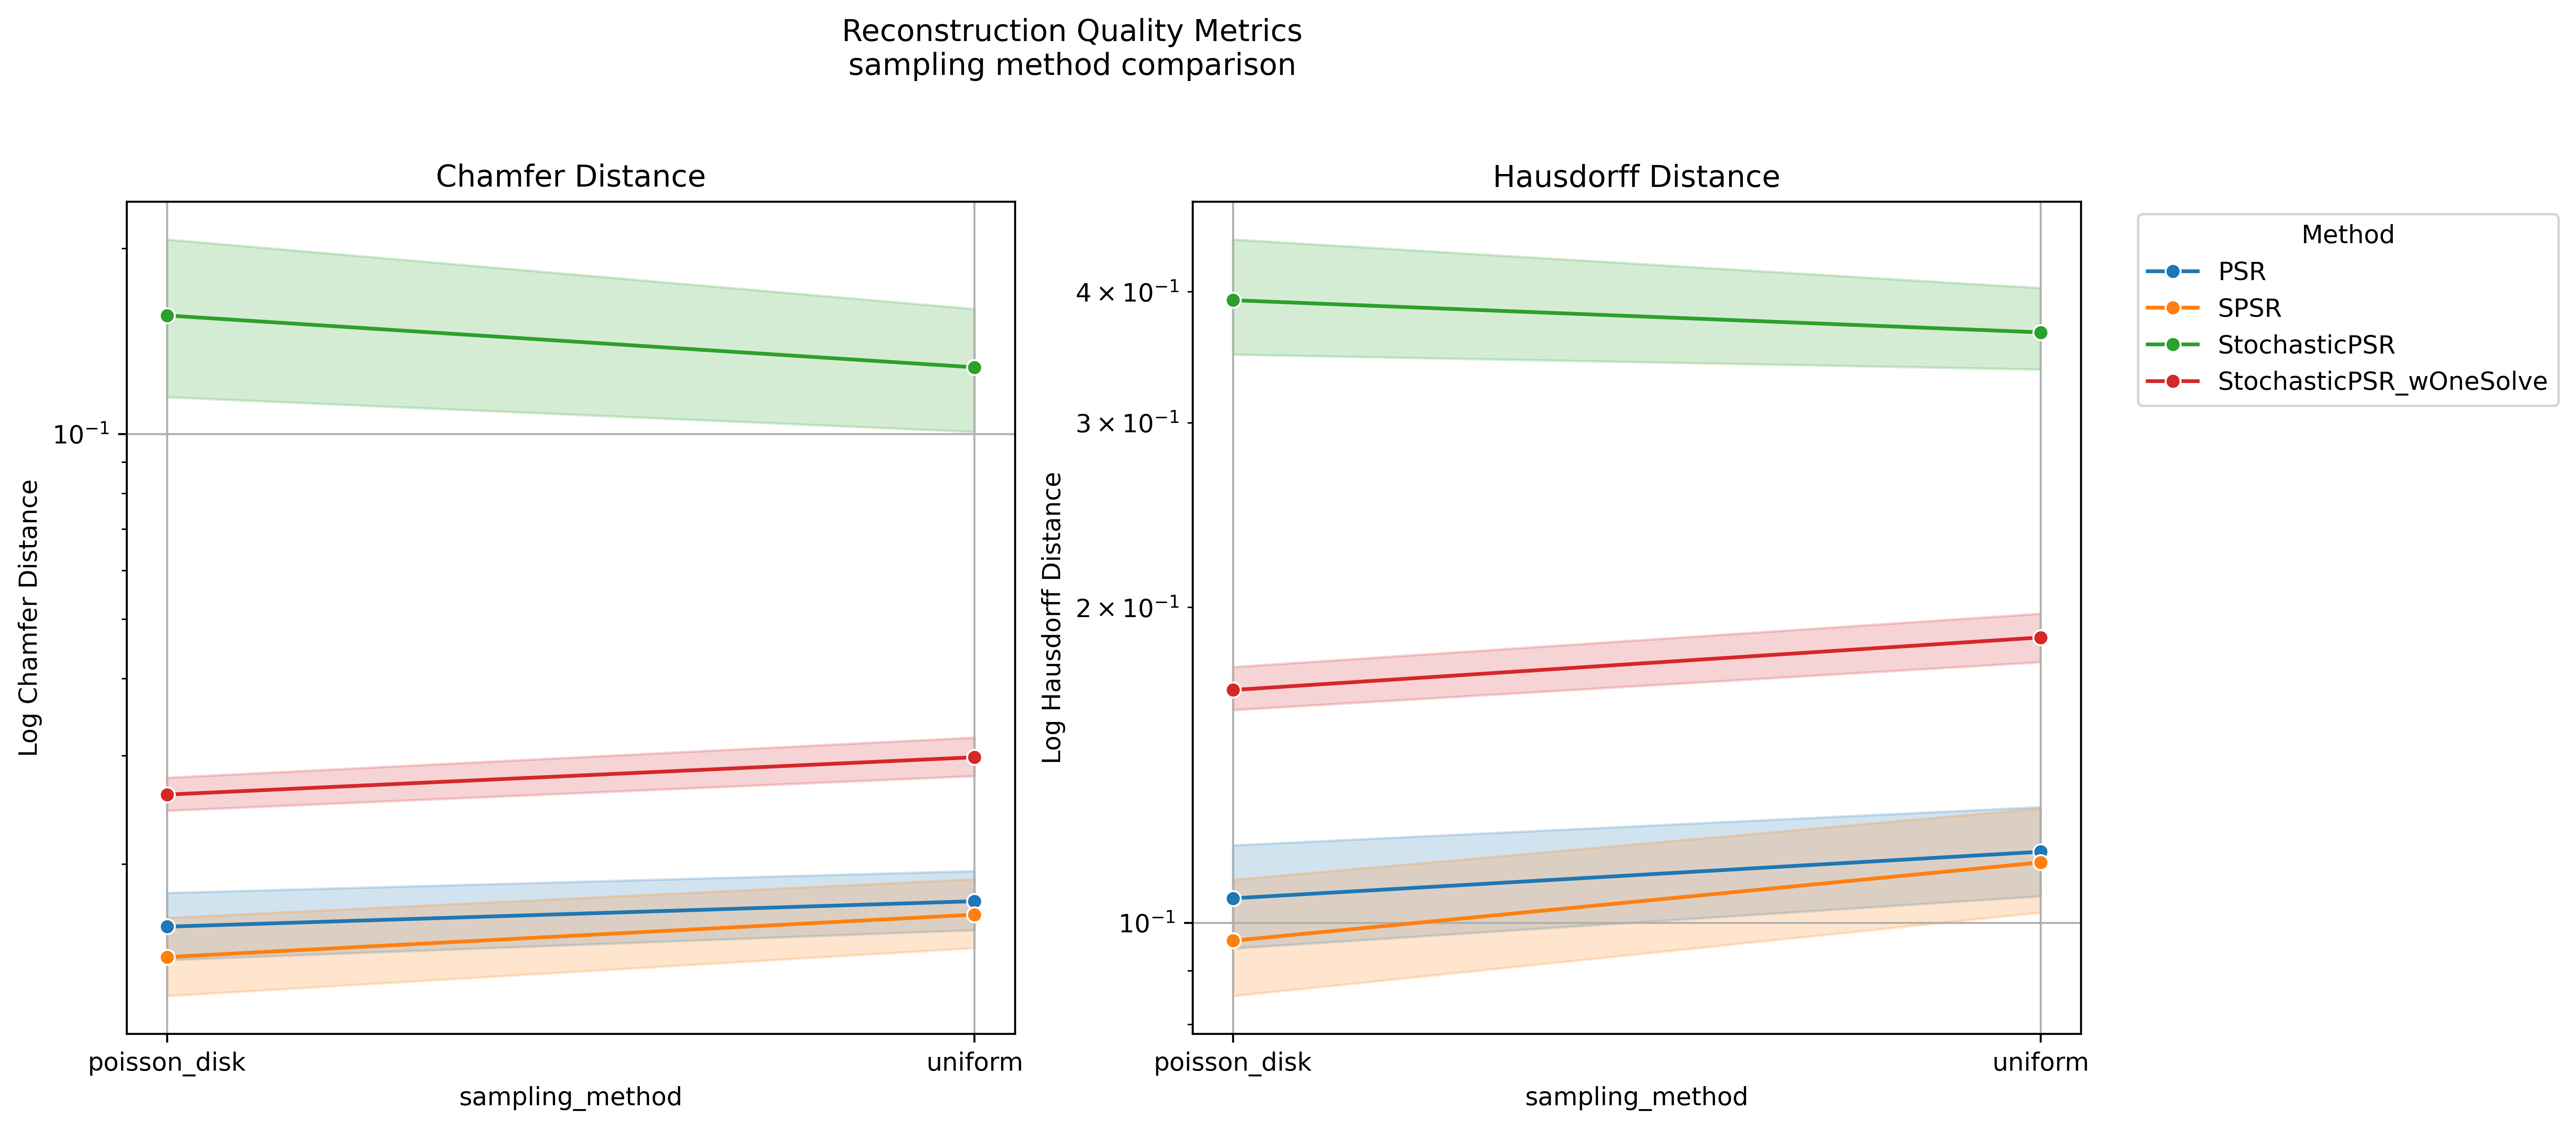 Reconstruction Quality Metrics
sampling method comparison
Chamfer Distance
Log Chamfer Distance
10⁻¹
poisson_disk
uniform
sampling_method
Hausdorff Distance
Log Hausdorff Distance
4 × 10⁻¹
3 × 10⁻¹
2 × 10⁻¹
10⁻¹
poisson_disk
uniform
sampling_method
Method
PSR
SPSR
StochasticPSR
StochasticPSR_wOneSolve